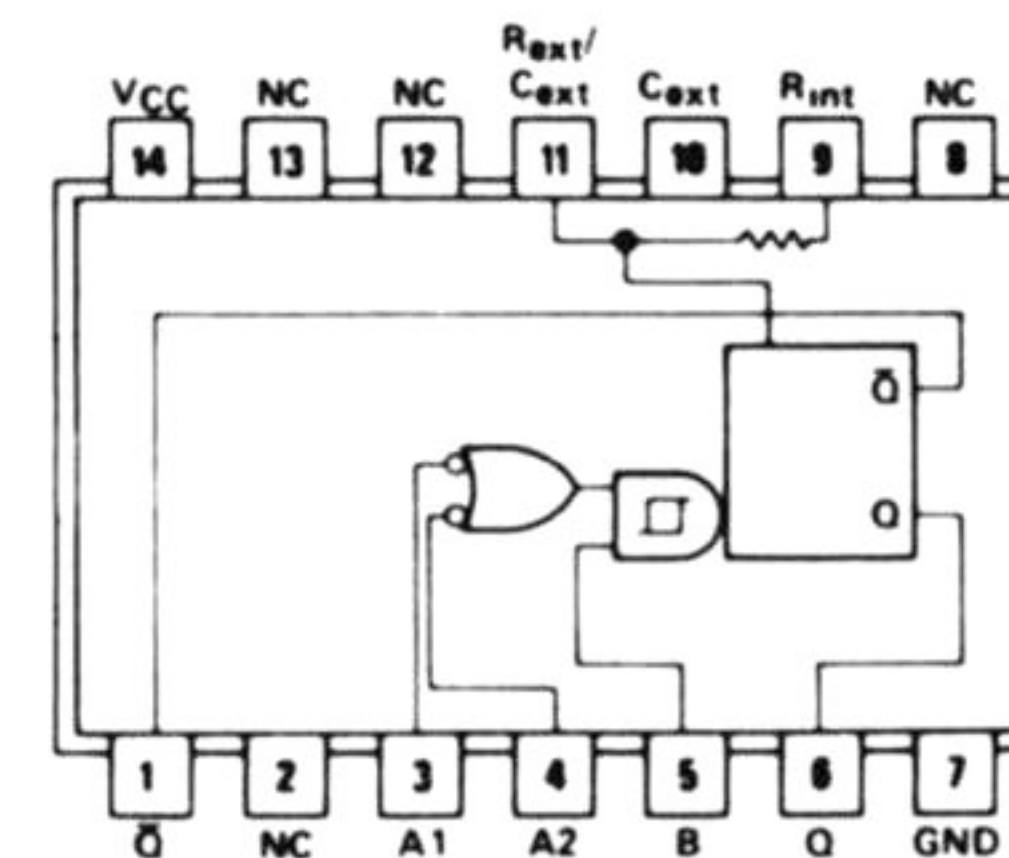 Rext/
VCC NC NC Cext Cext Rint NC
14 13 12 11 10 9 8
Q̅
Q
1 2 3 4 5 6 7
Q̅ NC A1 A2 B Q GND